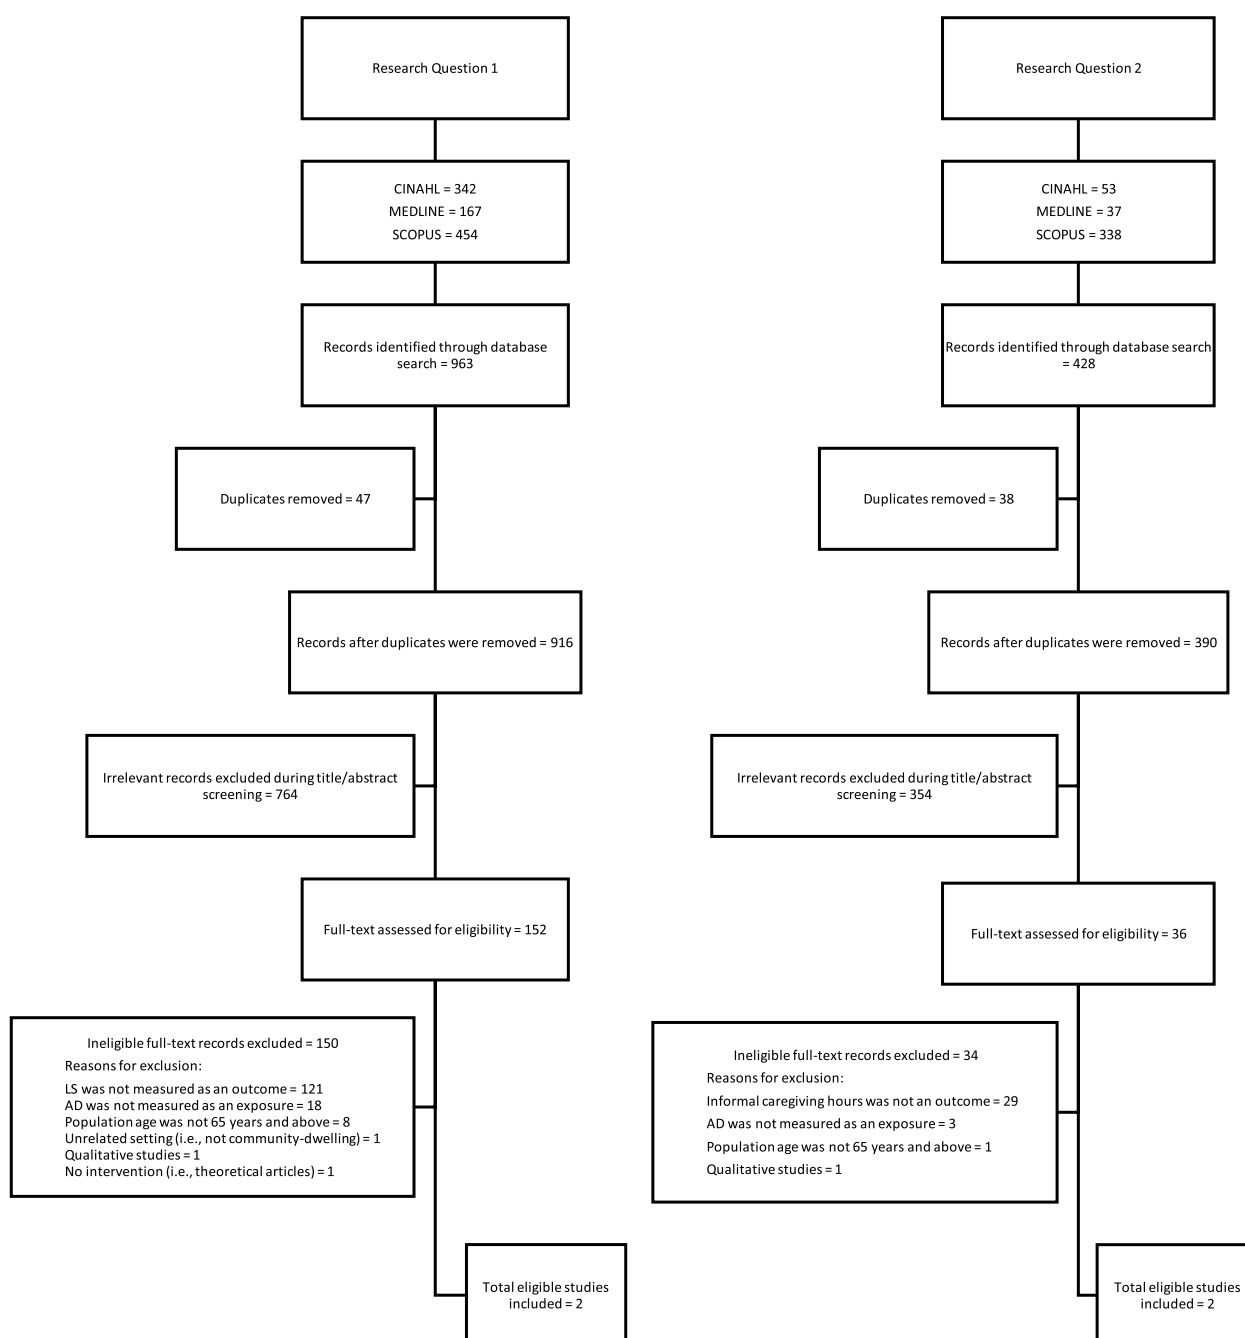 Research Question 1
CINAHL = 342
MEDLINE = 167
SCOPUS = 454
Records identified through database
search = 963
Duplicates removed = 47
Records after duplicates were removed = 916
Irrelevant records excluded during title/abstract
screening = 764
Full-text assessed for eligibility = 152
Ineligible full-text records excluded = 150
Reasons for exclusion:
LS was not measured as an outcome = 121
AD was not measured as an exposure = 18
Population age was not 65 years and above = 8
Unrelated setting (i.e., not community-dwelling) = 1
Qualitative studies = 1
No intervention (i.e., theoretical articles) = 1
Total eligible studies
included = 2
Research Question 2
CINAHL = 53
MEDLINE = 37
SCOPUS = 338
Records identified through database search
= 428
Duplicates removed = 38
Records after duplicates were removed = 390
Irrelevant records excluded during title/abstract
screening = 354
Full-text assessed for eligibility = 36
Ineligible full-text records excluded = 34
Reasons for exclusion:
Informal caregiving hours was not an outcome = 29
AD was not measured as an exposure = 3
Population age was not 65 years and above = 1
Qualitative studies = 1
Total eligible studies
included = 2